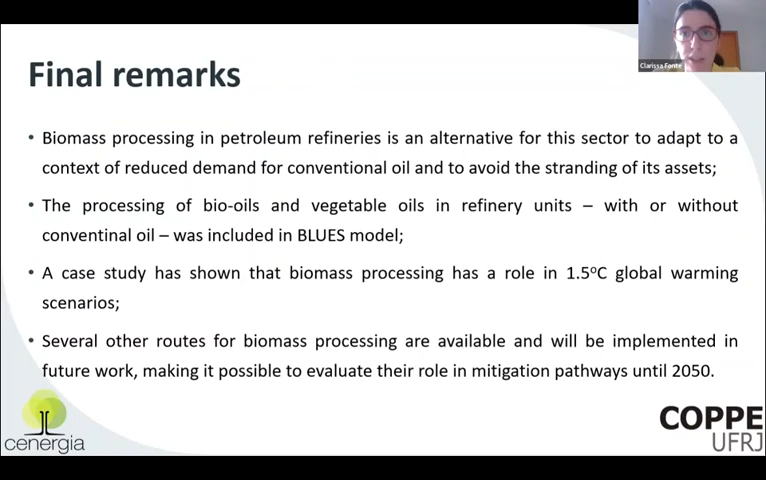 Clarissa Fonte
Final remarks
• Biomass processing in petroleum refineries is an alternative for this sector to adapt to a
context of reduced demand for conventional oil and to avoid the stranding of its assets;
• The processing of bio-oils and vegetable oils in refinery units – with or without
conventinal oil – was included in BLUES model;
• A case study has shown that biomass processing has a role in 1.5ºC global warming
scenarios;
• Several other routes for biomass processing are available and will be implemented in
future work, making it possible to evaluate their role in mitigation pathways until 2050.
cenergia
COPPE
UFRJ